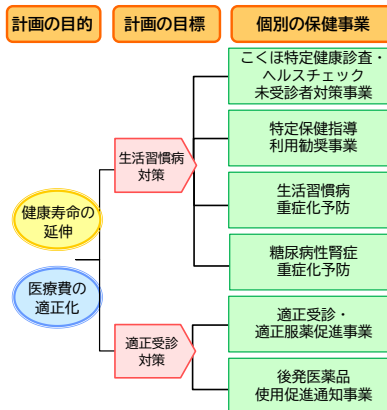 計画の目的
計画の目標
個別の保健事業
健康寿命の
延伸
医療費の
適正化
生活習慣病
対策
適正受診
対策
こくほ特定健康診査・
ヘルスチェック
未受診者対策事業
特定保健指導
利用勧奨事業
生活習慣病
重症化予防
糖尿病性腎症
重症化予防
適正受診・
適正服薬促進事業
後発医薬品
使用促進通知事業